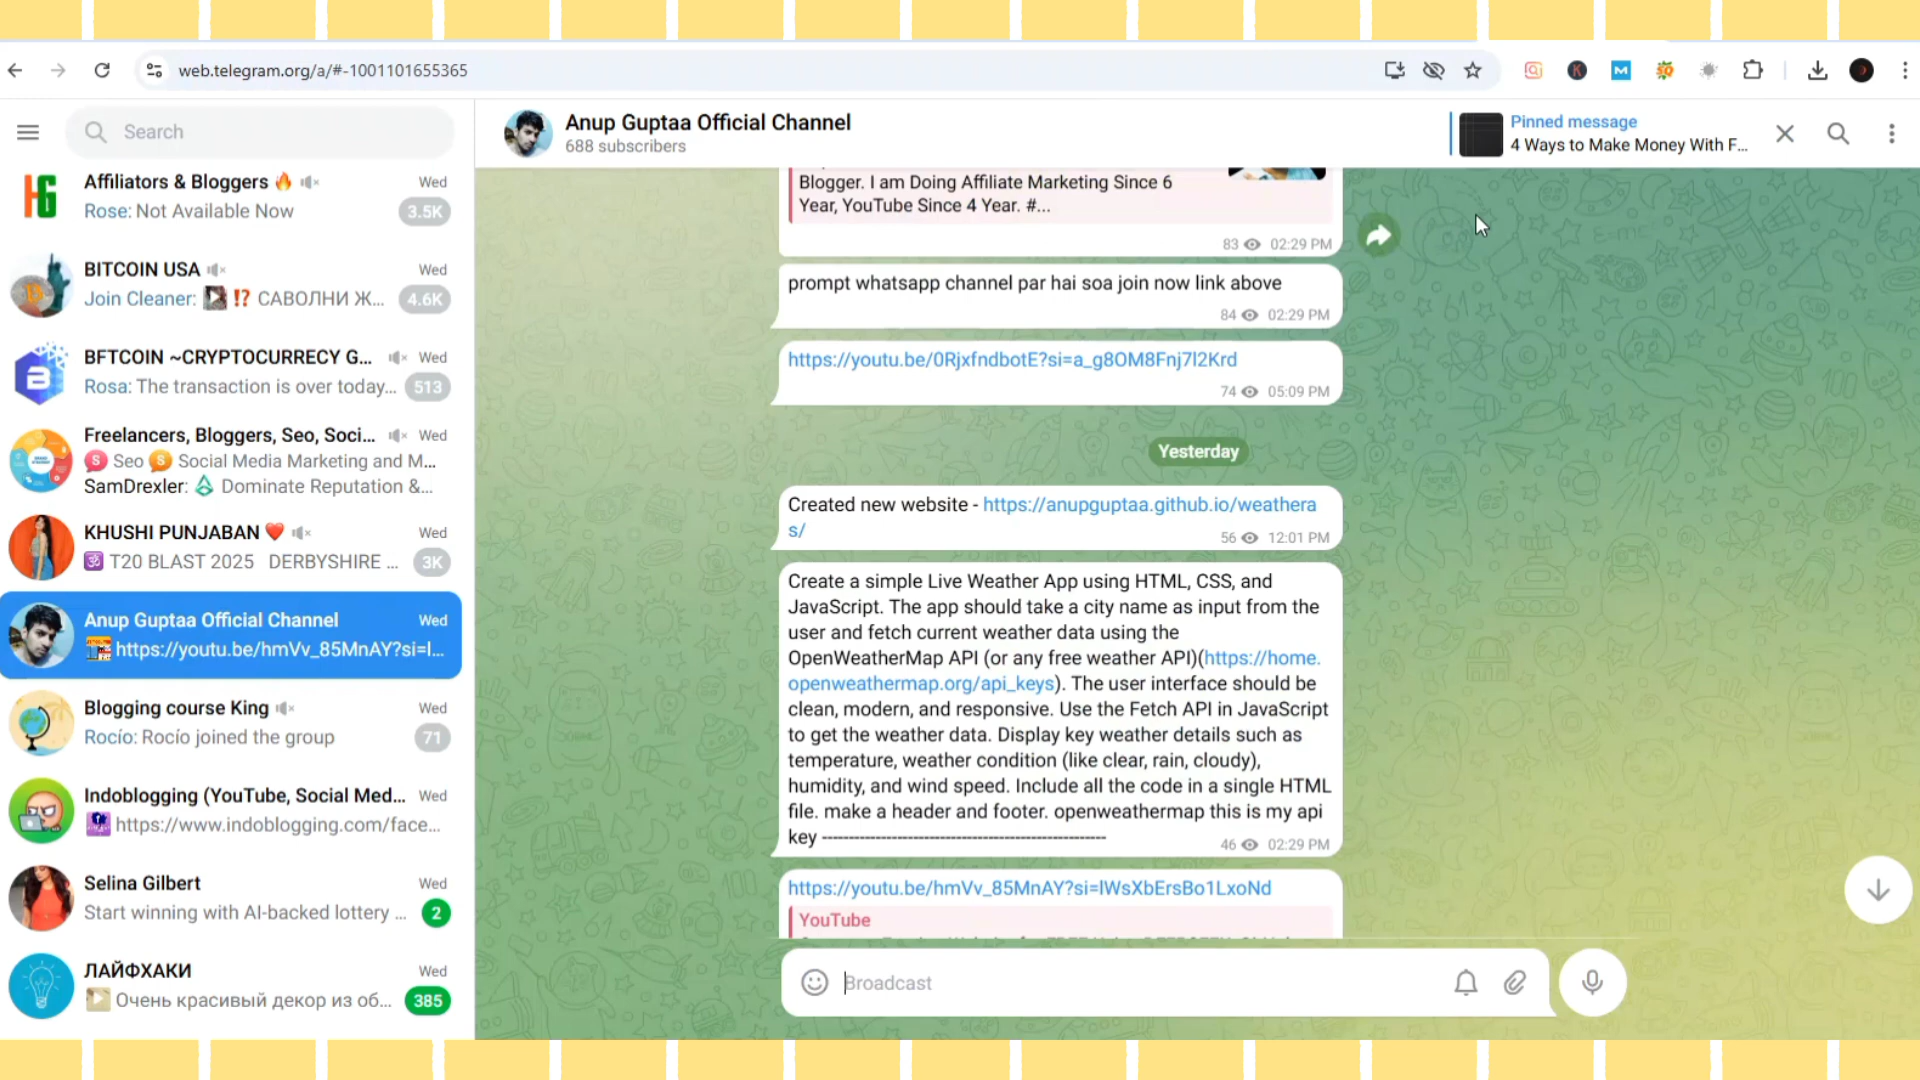 web.telegram.org/a/#-1001101655365
Search
Affiliators & Bloggers 🔥 Wed
Rose: Not Available Now 3.5K
BITCOIN USA Wed
Join Cleaner: ⁉️ САВОЛНИ Ж... 4.6K
BFTCOIN ~CRYPTOCURRECY G... Wed
Rosa: The transaction is over today... 513
Freelancers, Bloggers, Seo, Soci... Wed
S Seo S Social Media Marketing and M...
SamDrexler: Dominate Reputation &...
KHUSHI PUNJABAN ❤️ Wed
🕉 T20 BLAST 2025 DERBYSHIRE ... 3K
Anup Guptaa Official Channel Wed
https://youtu.be/hmVv_85MnAY?si=l...
Blogging course King Wed
Rocío: Rocío joined the group 71
Indoblogging (YouTube, Social Med... Wed
https://www.indoblogging.com/face...
Selina Gilbert Wed
Start winning with AI-backed lottery ... 2
ЛАЙФХАКИ Wed
Очень красивый декор из об... 385
Anup Guptaa Official Channel
688 subscribers
Pinned message
4 Ways to Make Money With F...
Blogger. I am Doing Affiliate Marketing Since 6
Year, YouTube Since 4 Year. #...
83 02:29 PM
prompt whatsapp channel par hai soa join now link above
84 02:29 PM
https://youtu.be/0RjxfndbotE?si=a_g8OM8Fnj7l2Krd
74 05:09 PM
Yesterday
Created new website - https://anupguptaa.github.io/weathera
s/
56 12:01 PM
Create a simple Live Weather App using HTML, CSS, and
JavaScript. The app should take a city name as input from the
user and fetch current weather data using the
OpenWeatherMap API (or any free weather API)(https://home.
openweathermap.org/api_keys). The user interface should be
clean, modern, and responsive. Use the Fetch API in JavaScript
to get the weather data. Display key weather details such as
temperature, weather condition (like clear, rain, cloudy),
humidity, and wind speed. Include all the code in a single HTML
file. make a header and footer. openweathermap this is my api
key -----------------------------------------------------
46 02:29 PM
https://youtu.be/hmVv_85MnAY?si=lWsXbErsBo1LxoNd
YouTube
Broadcast